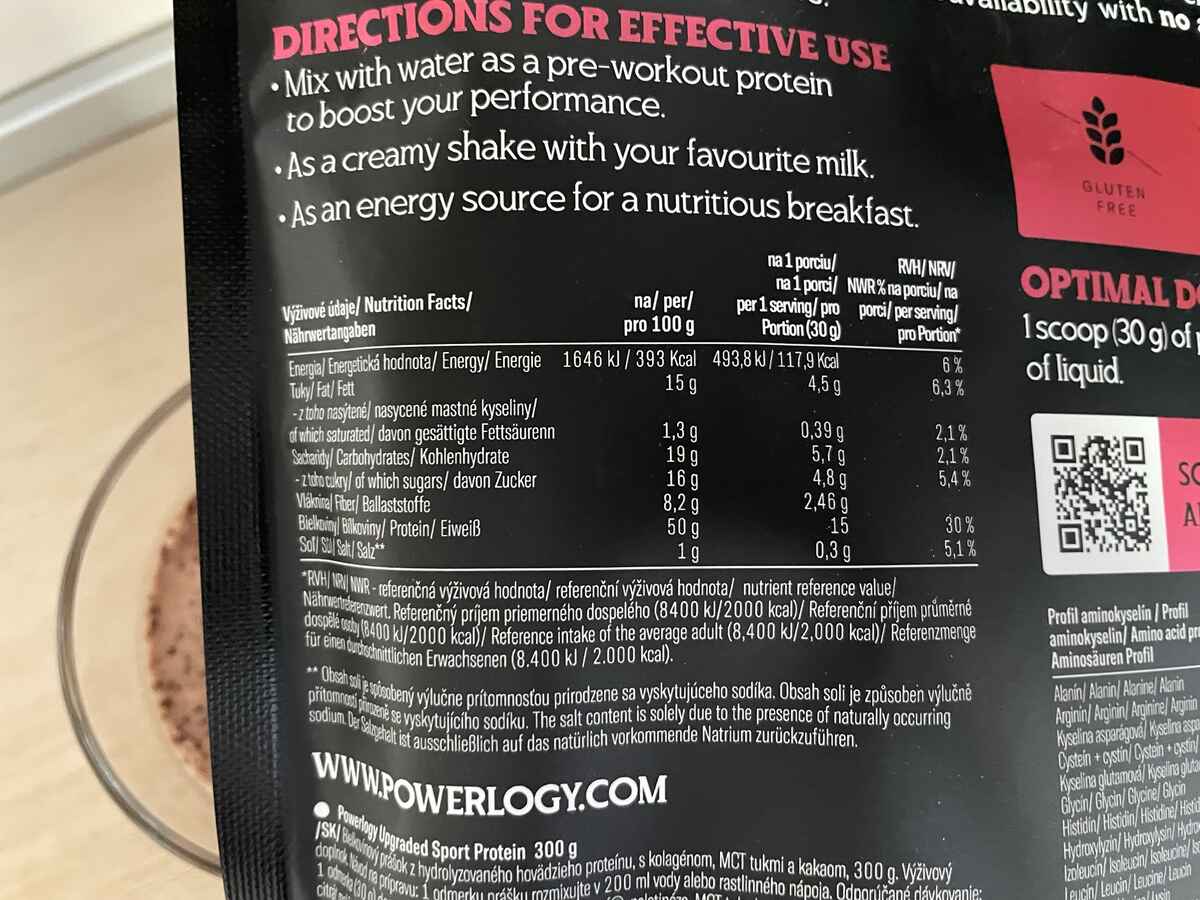 ailability with no
DIRECTIONS FOR EFFECTIVE USE
• Mix with water as a pre-workout protein
to boost your performance.
• As a creamy shake with your favourite milk.
• As an energy source for a nutritious breakfast.
GLUTEN
FREE
Výživové údaje/ Nutrition Facts/
Nährwertangaben
na/ per/
pro 100 g
na 1 porciu/
na 1 porci/
per 1 serving/ pro
Portion (30 g)
RVH/ NRV/
NWR % na porciu/ na
porci/ per serving/
pro Portion*
Energia/ Energetická hodnota/ Energy/ Energie 1646 kJ / 393 Kcal 493,8 kJ / 117,9 Kcal 6 %
Tuky/ Fat/ Fett 15 g 4,5 g 6,3 %
- z toho nasýtené/ nasycené mastné kyseliny/
of which saturated/ davon gesättigte Fettsäurenn 1,3 g 0,39 g 2,1 %
Sacharidy/ Carbohydrates/ Kohlenhydrate 19 g 5,7 g 2,1 %
- z toho cukry/ of which sugars/ davon Zucker 16 g 4,8 g 5,4 %
Vláknina/ Fiber/ Ballaststoffe 8,2 g 2,46 g
Bielkoviny/ Bílkoviny/ Protein/ Eiweiß 50 g 15 30 %
Soľ/ Sůl/ Salt/ Salz** 1 g 0,3 g 5,1 %
*RVH/ NRV/ NWR - referenčná výživová hodnota/ referenční výživová hodnota/ nutrient reference value/
Nährwertreferenzwert. Referenčný príjem priemerného dospelého (8400 kJ/2000 kcal)/ Referenční příjem průměrné
dospělé osoby (8400 kJ/2000 kcal)/ Reference intake of the average adult (8,400 kJ/2,000 kcal)/ Referenzmenge
für einen durchschnittlichen Erwachsenen (8.400 kJ / 2.000 kcal).
** Obsah soli je spôsobený výlučne prítomnosťou prirodzene sa vyskytujúceho sodíka. Obsah soli je způsoben výlučně
přítomností přirozeně se vyskytujícího sodíku. The salt content is solely due to the presence of naturally occurring
sodium. Der Salzgehalt ist ausschließlich auf das natürlich vorkommende Natrium zurückzuführen.
WWW.POWERLOGY.COM
Powerlogy Upgraded Sport Protein 300 g
/SK/ Bielkovinový prášok z hydrolyzovaného hovädzieho proteínu, s kolagénom, MCT tukmi a kakaom, 300 g. Výživový
doplnok. Návod na prípravu: 1 odmerku prášku rozmixujte v 200 ml vody alebo rastlinného nápoja. Odporúčané dávkovanie:
1 odmerka (30 g)
OPTIMAL
1 scoop (30 g) of
of liquid.
Profil aminokyselín / Profil
aminokyselin/ Amino acid
Aminosäuren Profil
Alanín/ Alanin/ Alanine/ Alanin
Arginín/ Arginin/ Arginine/
Kyselina asparágová/ Kyselina
Cysteín + cystín/ Cystein + cystin/
Kyselina glutamová/ Kyselina
Glycín/ Glycin/ Glycine/ Glycin
Histidín/ Histidin/ Histidine/
Hydroxylyzín/ Hydroxylysin/
Izoleucín/ Isoleucin/ Isoleucine/
Leucín/ Leucin/ Leucine/ Leucin